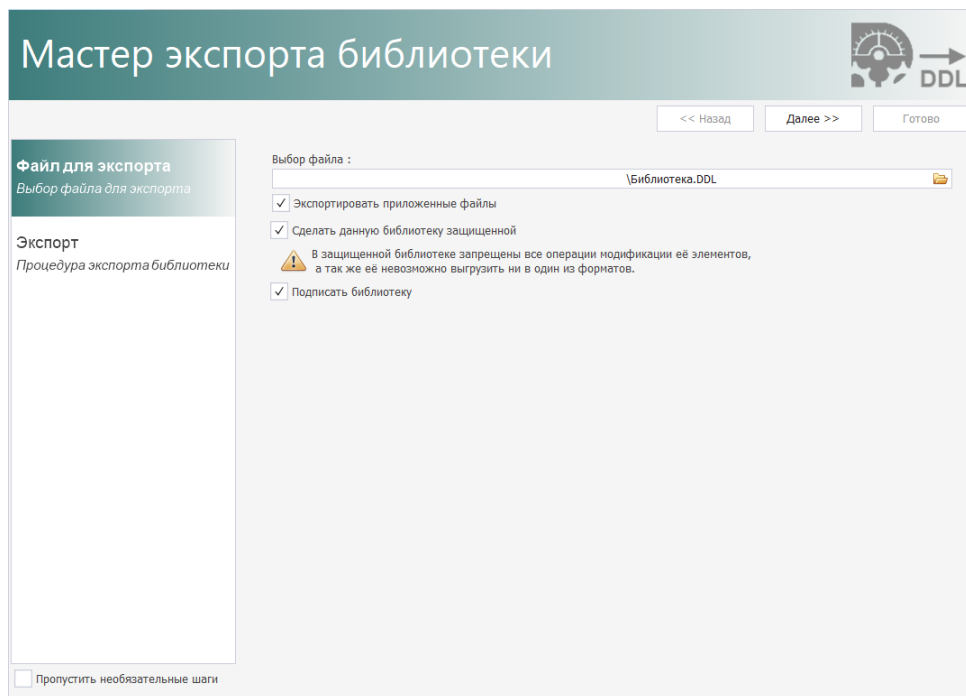 Мастер экспорта библиотеки
DDL
<< Назад
Далее >>
Готово
Файл для экспорта
Выбор файла для экспорта
Экспорт
Процедура экспорта библиотеки
Выбор файла :
\Библиотека.DDL
Экспортировать приложенные файлы
Сделать данную библиотеку защищенной
В защищенной библиотеке запрещены все операции модификации её элементов,
а так же её невозможно выгрузить ни в один из форматов.
Подписать библиотеку
Пропустить необязательные шаги